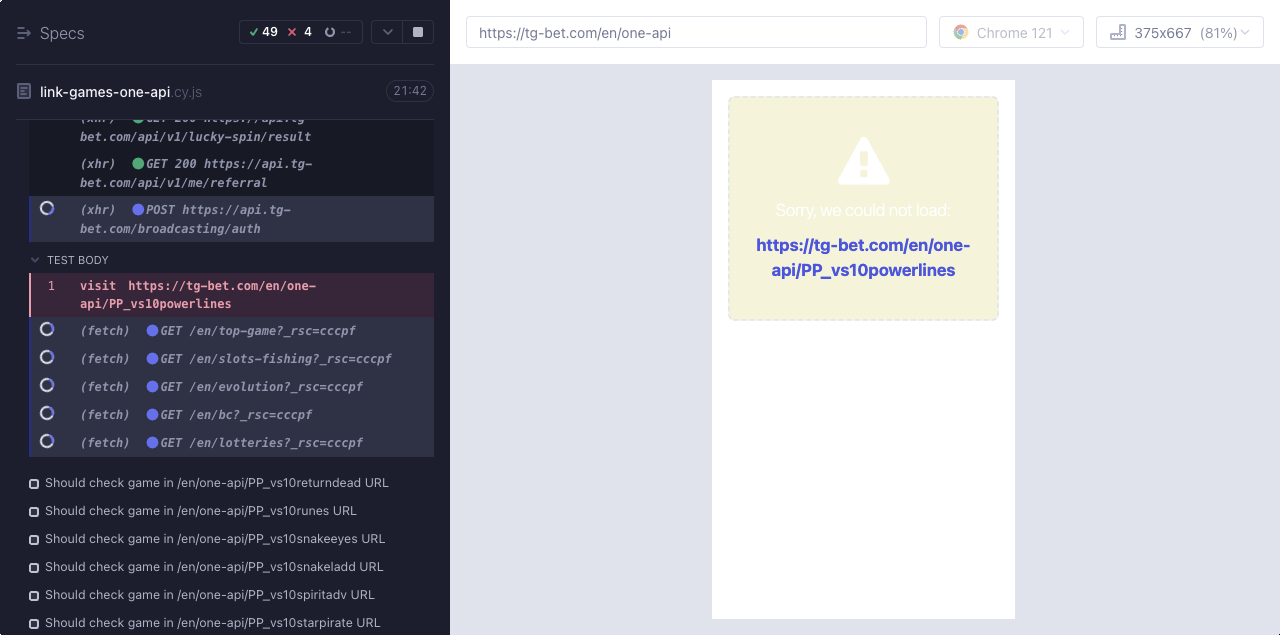 Specs
49
4
--
link-games-one-api.cy.js
21:42
(xhr) GET 200 https://api.tg-
bet.com/api/v1/lucky-spin/result
(xhr) GET 200 https://api.tg-
bet.com/api/v1/me/referral
(xhr) POST https://api.tg-
bet.com/broadcasting/auth
TEST BODY
1 visit https://tg-bet.com/en/one-
api/PP_vs10powerlines
(fetch) GET /en/top-game?_rsc=cccpf
(fetch) GET /en/slots-fishing?_rsc=cccpf
(fetch) GET /en/evolution?_rsc=cccpf
(fetch) GET /en/bc?_rsc=cccpf
(fetch) GET /en/lotteries?_rsc=cccpf
Should check game in /en/one-api/PP_vs10returndead URL
Should check game in /en/one-api/PP_vs10runes URL
Should check game in /en/one-api/PP_vs10snakeeyes URL
Should check game in /en/one-api/PP_vs10snakeladd URL
Should check game in /en/one-api/PP_vs10spiritadv URL
Should check game in /en/one-api/PP_vs10starpirate URL
https://tg-bet.com/en/one-api
Chrome 121
375x667 (81%)
Sorry, we could not load:
https://tg-bet.com/en/one-
api/PP_vs10powerlines